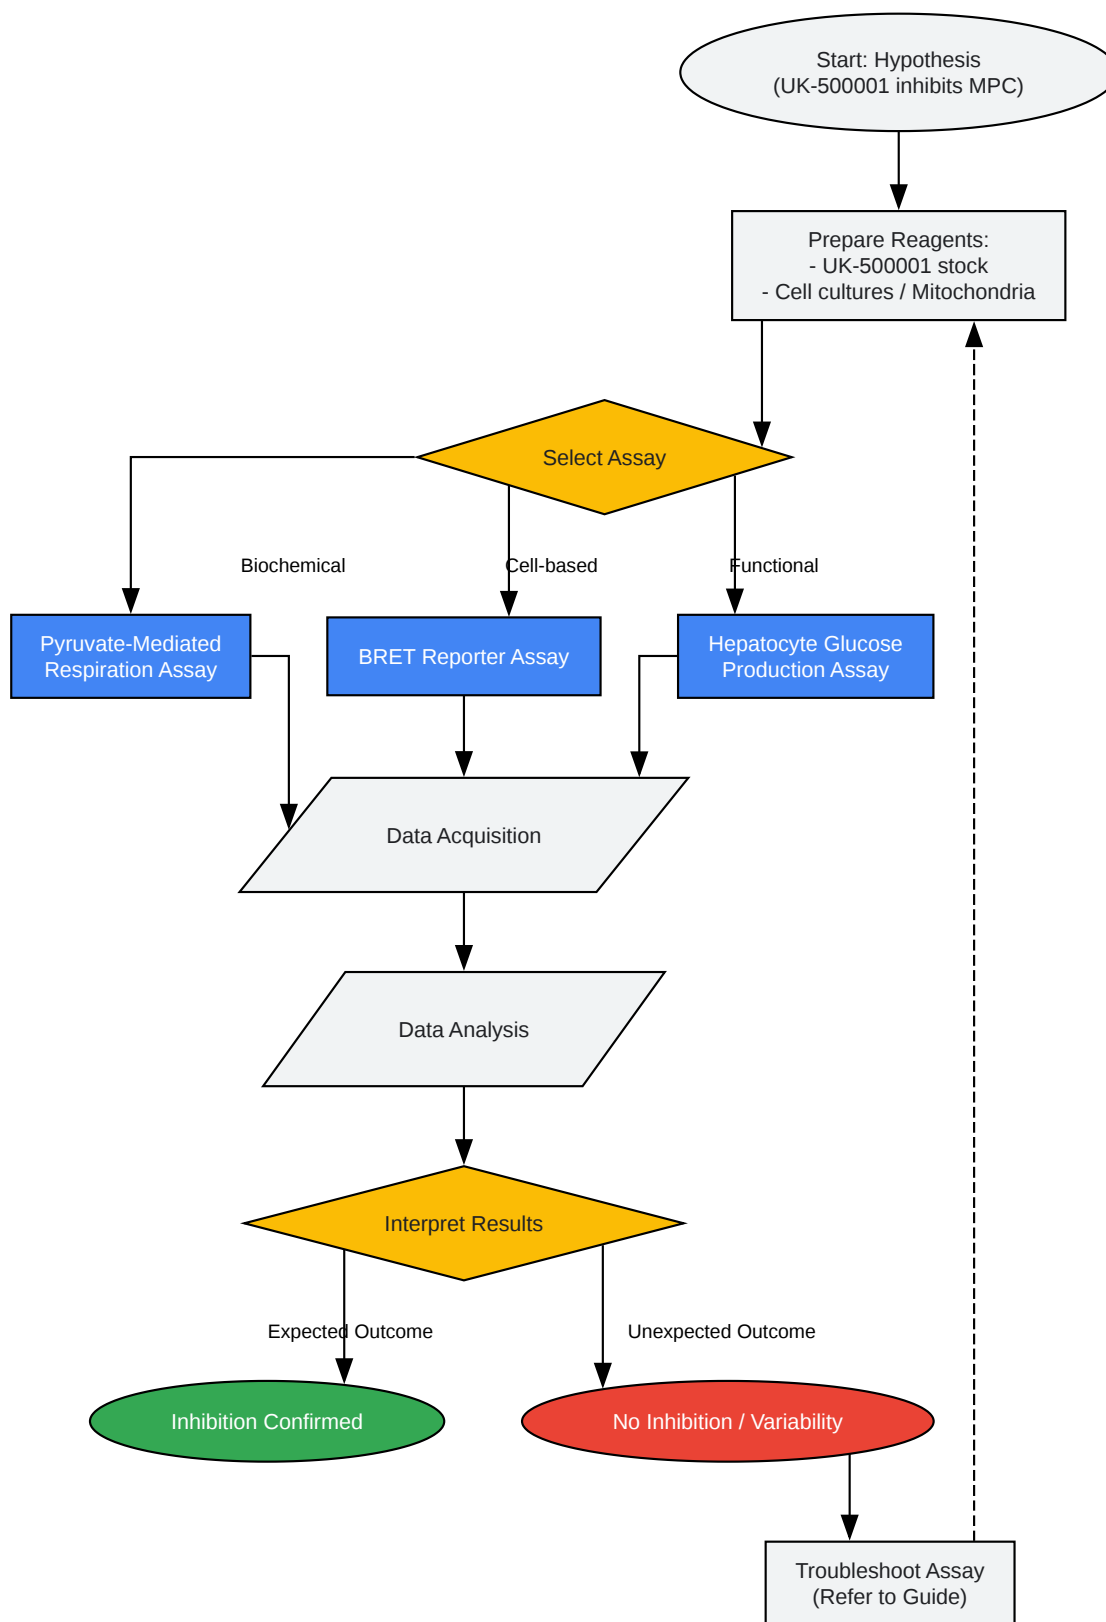 Start: Hypothesis
(UK-500001 inhibits MPC)
Prepare Reagents:
- UK-500001 stock
- Cell cultures / Mitochondria
Select Assay
Biochemical
Cell-based
Functional
Pyruvate-Mediated
Respiration Assay
BRET Reporter Assay
Hepatocyte Glucose
Production Assay
Data Acquisition
Data Analysis
Interpret Results
Expected Outcome
Unexpected Outcome
Inhibition Confirmed
No Inhibition / Variability
Troubleshoot Assay
(Refer to Guide)